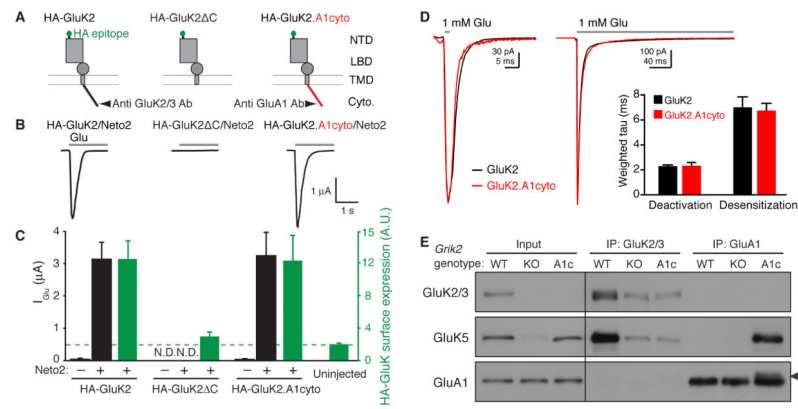 A
HA-GluK2
HA-GluK2ΔC
HA-GluK2.A1cyto
HA epitope
NTD
LBD
TMD
Cyto.
Anti GluK2/3 Ab
Anti GluA1 Ab
B
HA-GluK2/Neto2
HA-GluK2ΔC/Neto2
HA-GluK2.A1cyto/Neto2
Glu
1 μA
1 s
C
I Glu (μA)
4
3
2
1
0
HA-GluK surface expression (A.U.)
15
12
8
4
0
N.D.N.D.
Neto2: – + + – + + – + + Uninjected
HA-GluK2
HA-GluK2ΔC
HA-GluK2.A1cyto
D
1 mM Glu
1 mM Glu
30 pA
5 ms
100 pA
40 ms
GluK2
GluK2.A1cyto
Weighted tau (ms)
10
8
6
4
2
0
GluK2
GluK2.A1cyto
Deactivation
Desensitization
E
Grik2
genotype:
Input
IP: GluK2/3
IP: GluA1
WT KO A1c WT KO A1c WT KO A1c
GluK2/3
GluK5
GluA1